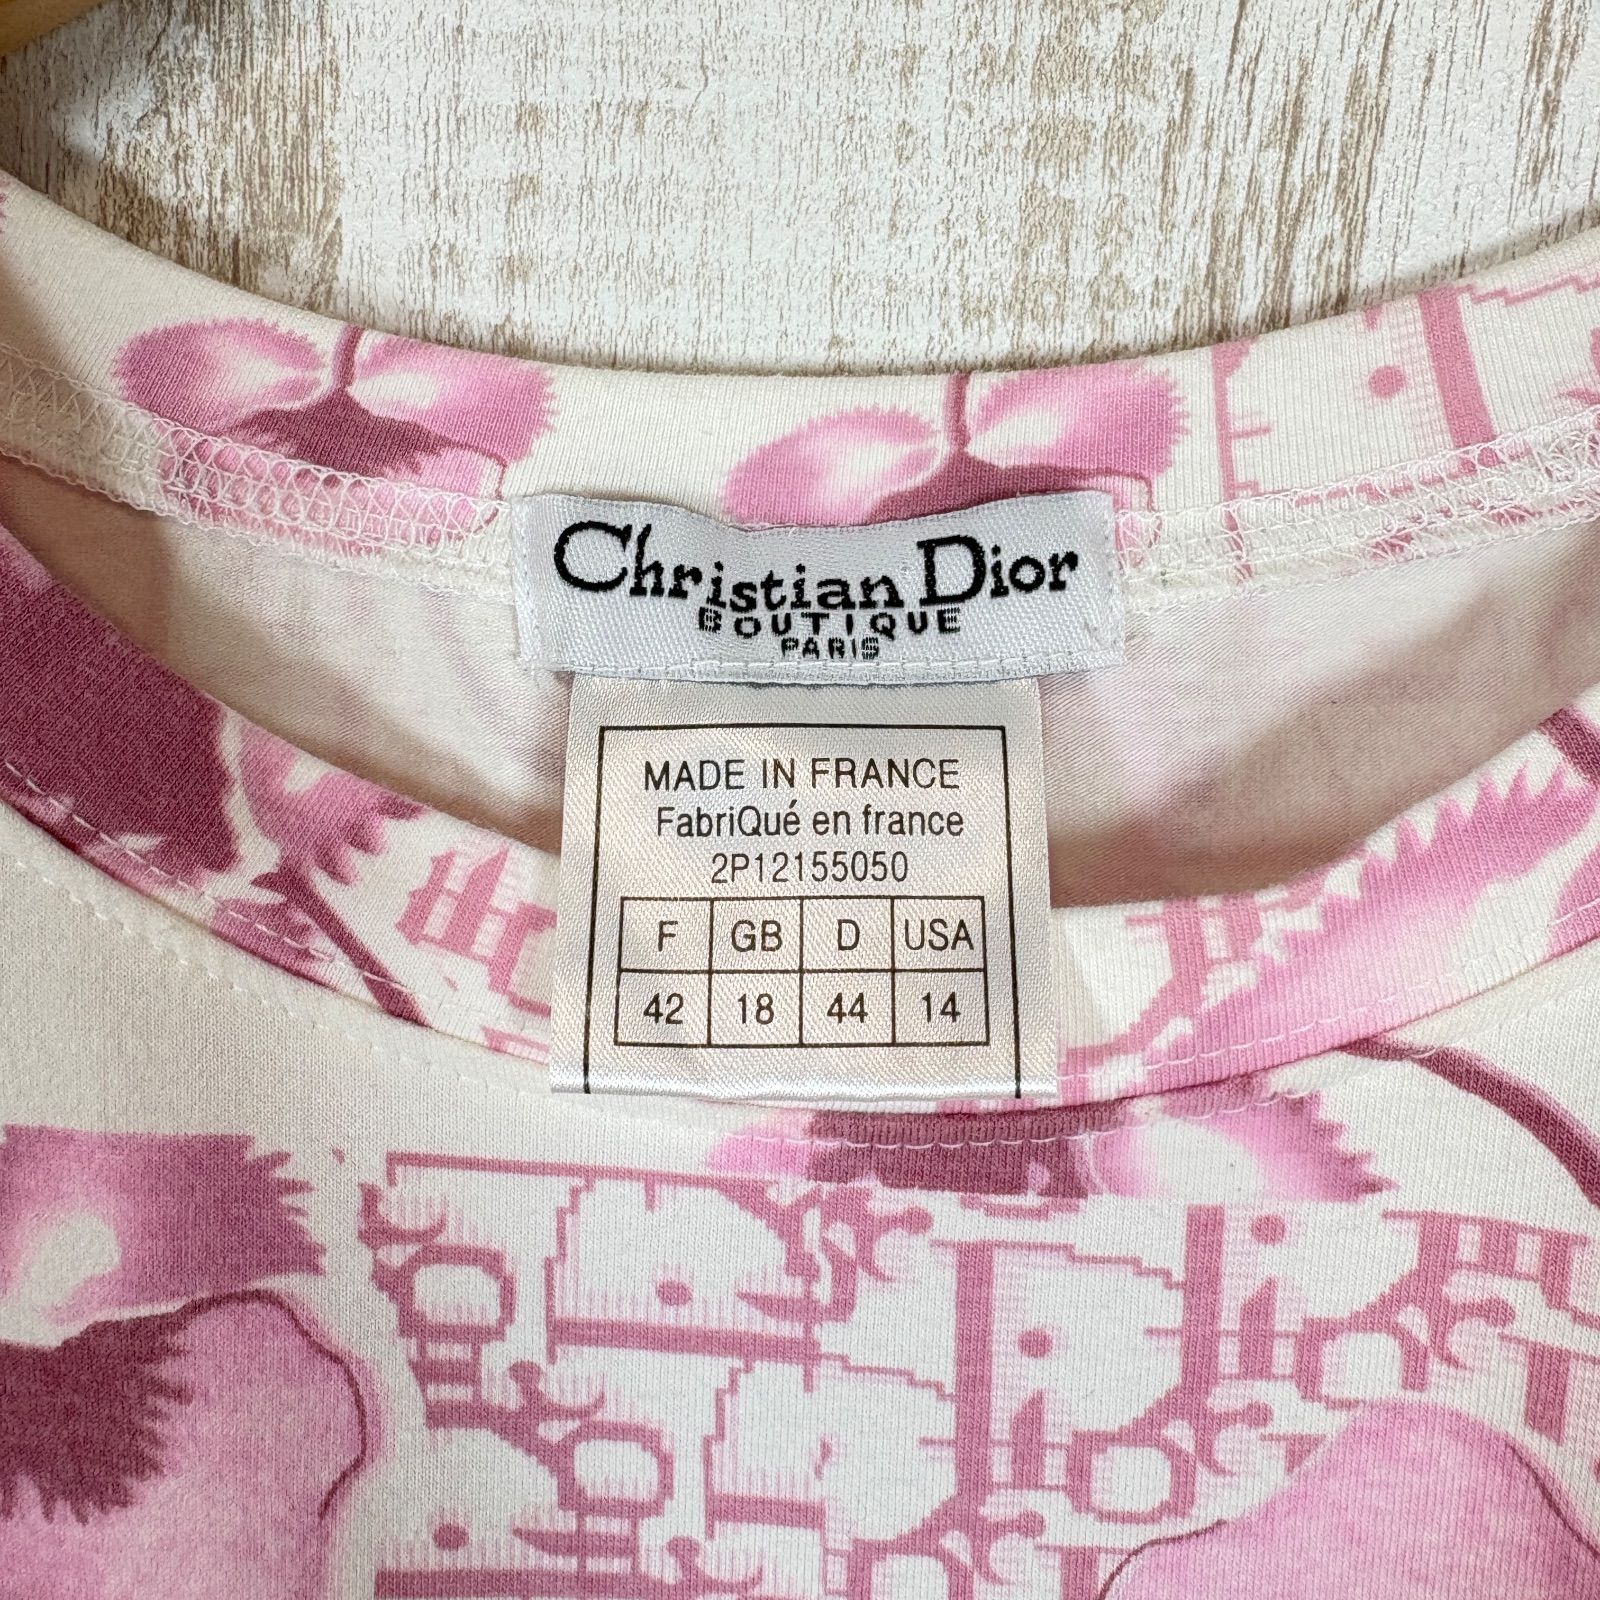 Christian Dior
BOUTIQUE
PARIS
MADE IN FRANCE
FabriQué en france
2P12155050
F GB D USA
42 18 44 14